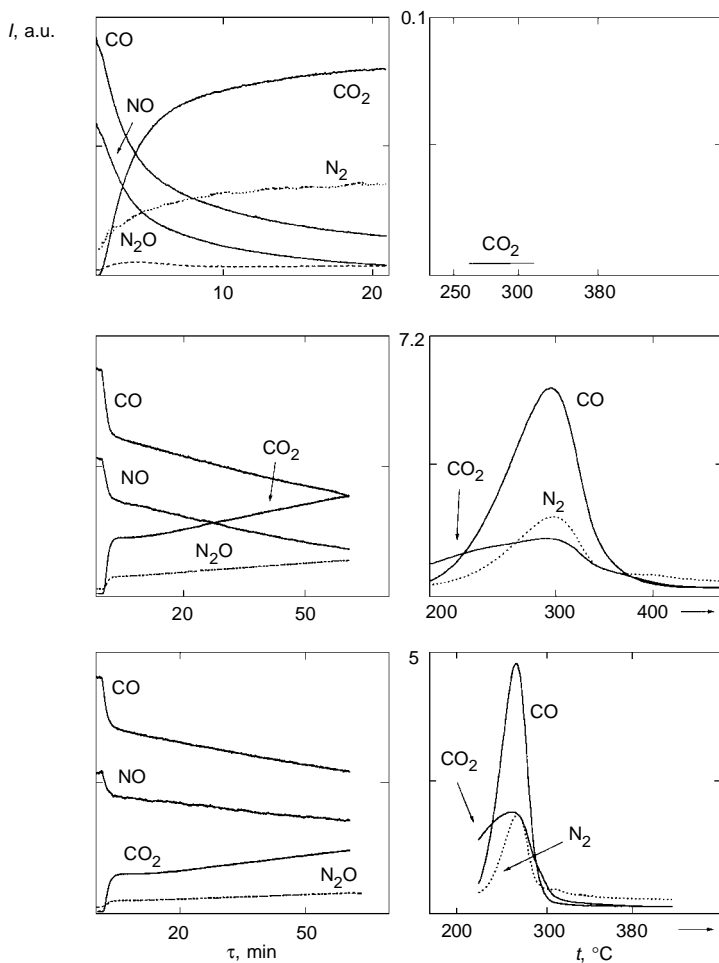 I, a.u.
CO
NO
CO2
N2
N2O
10 20
0.1
CO2
250 300 380
CO
NO
CO2
N2O
20 50
7.2
CO
CO2
N2
200 300 400
CO
NO
CO2
N2O
20 50
τ, min
5
CO
CO2
N2
200 300 380
t, °C